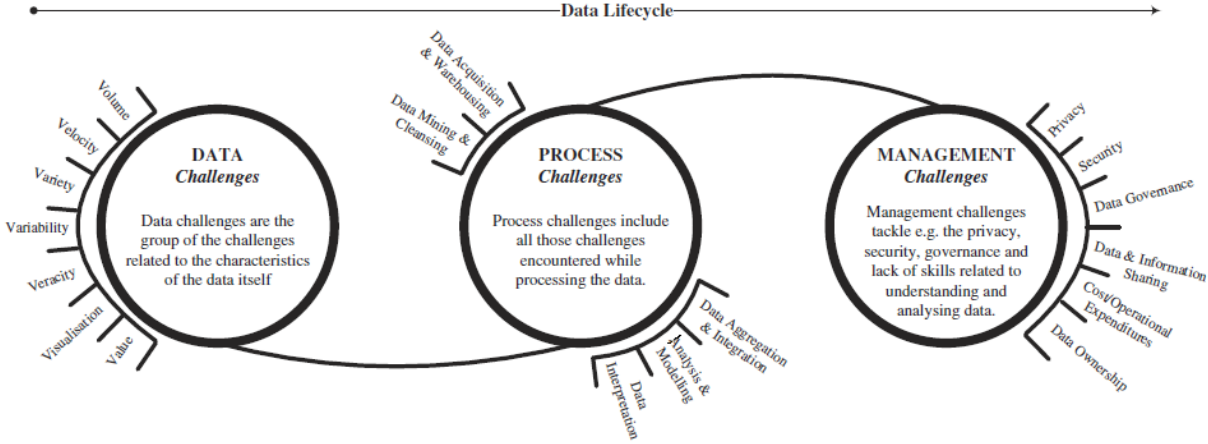 Data Lifecycle
Volume
Velocity
Variety
Variability
Veracity
Visualisation
Value
DATA
Challenges
Data challenges are the
group of the challenges
related to the characteristics
of the data itself
Data Acquisition
& Warehousing
Data Mining &
Cleansing
PROCESS
Challenges
Process challenges include
all those challenges
encountered while
processing the data.
Data Aggregation
& Integration
Analysis &
Modelling
Data
Interpretation
MANAGEMENT
Challenges
Management challenges
tackle e.g. the privacy,
security, governance and
lack of skills related to
understanding and
analysing data.
Privacy
Security
Data Governance
Data & Information
Sharing
Cost/Operational
Expenditures
Data Ownership